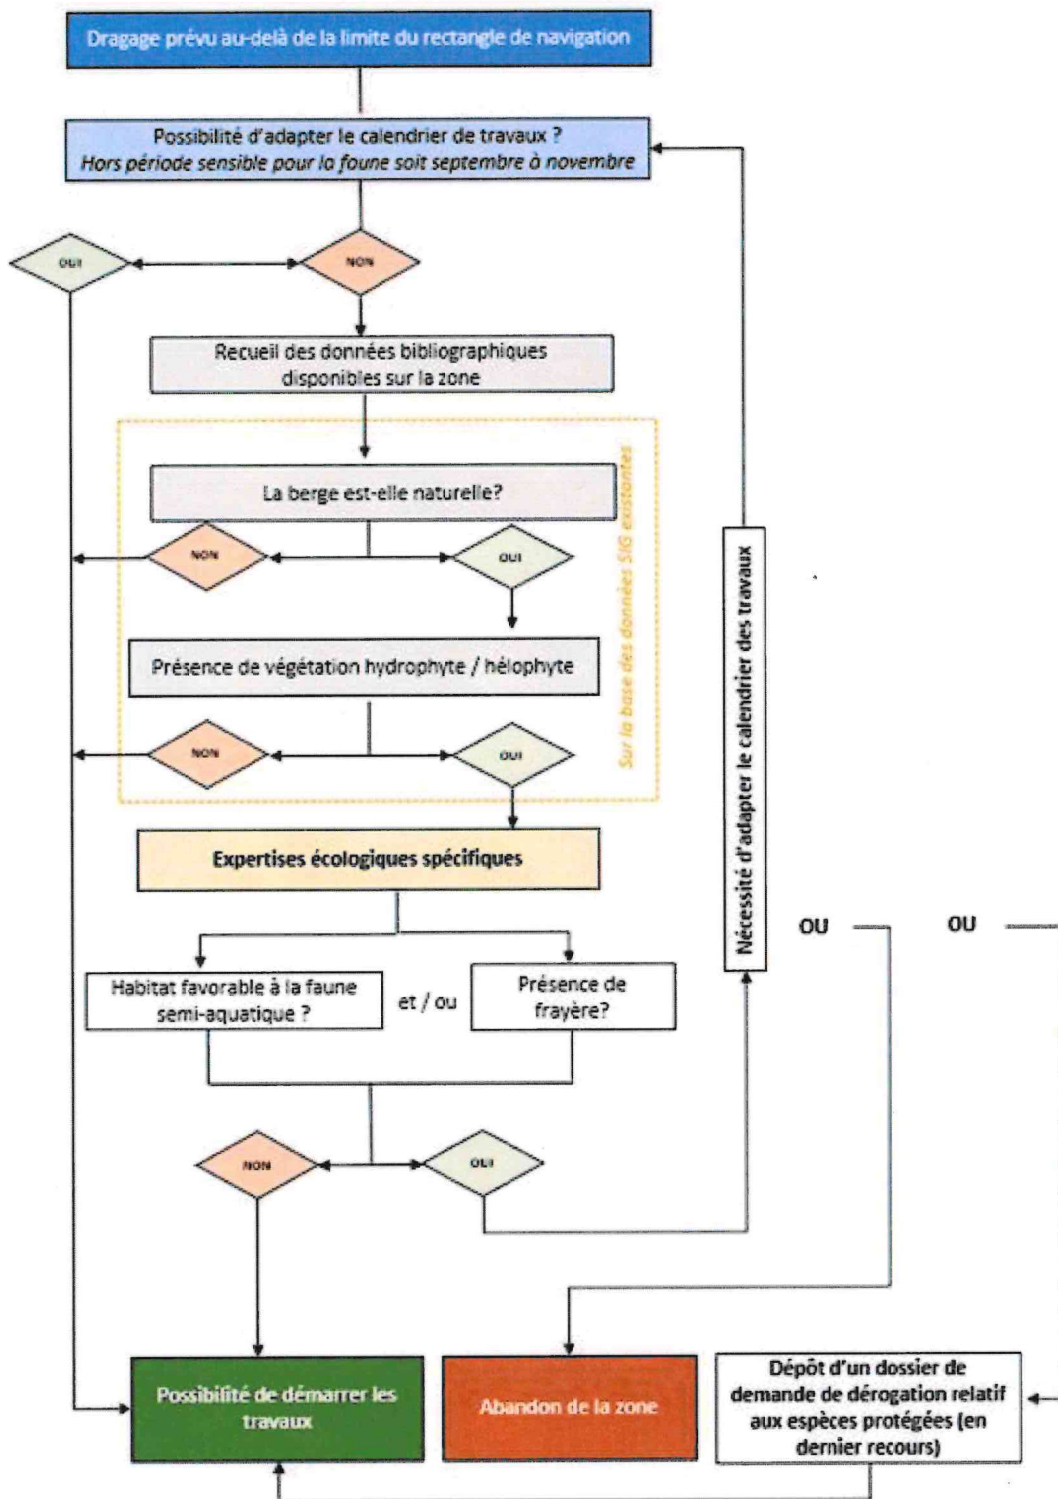 Dragage prévu au-delà de la limite du rectangle de navigation
Possibilité d'adapter le calendrier de travaux ?
Hors période sensible pour la faune soit septembre à novembre
OUI
NON
Recueil des données bibliographiques
disponibles sur la zone
La berge est-elle naturelle?
NON
OUI
Présence de végétation hydrophyte / hélophyte
NON
OUI
Sur la base des données SIG existantes
Expertises écologiques spécifiques
Habitat favorable à la faune
semi-aquatique ?
et / ou
Présence de
frayère?
NON
OUI
Nécessité d'adapter le calendrier des travaux
OU
OU
Possibilité de démarrer les
travaux
Abandon de la zone
Dépôt d'un dossier de
demande de dérogation relatif
aux espèces protégées (en
dernier recours)